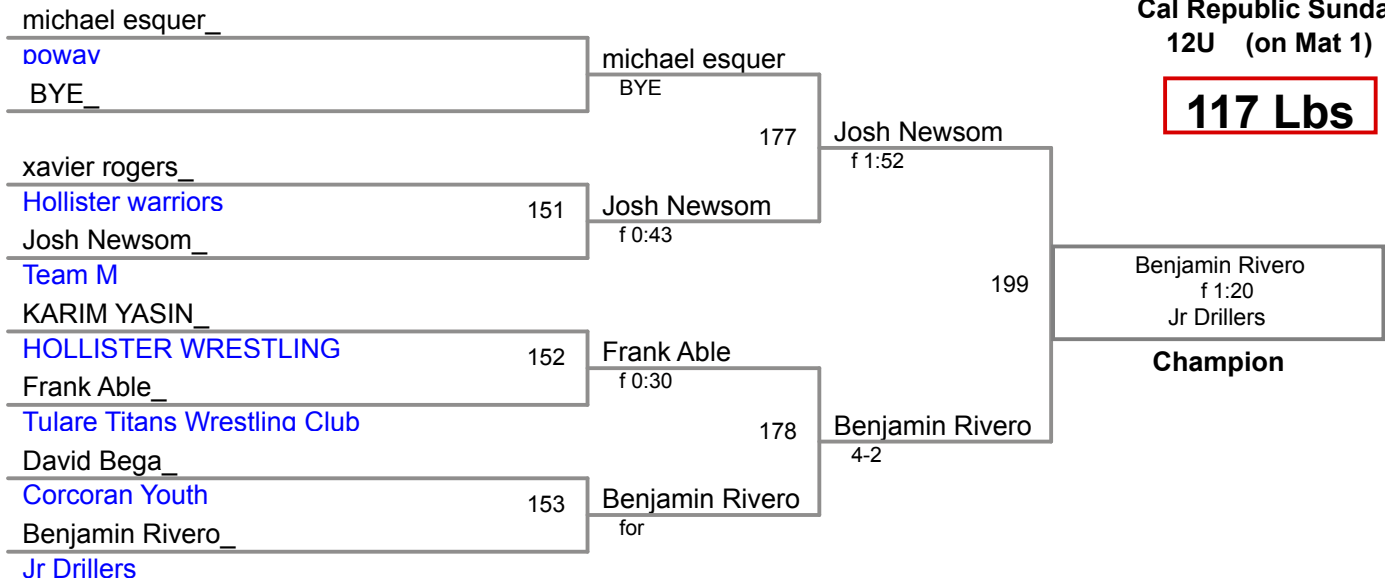 Cal Republic Sunda
12U (on Mat 1)
117 Lbs
michael esquer_
poway
BYE_
xavier rogers_
Hollister warriors
Josh Newsom_
Team M
KARIM YASIN_
HOLLISTER WRESTLING
Frank Able_
Tulare Titans Wrestling Club
David Bega_
Corcoran Youth
Benjamin Rivero_
Jr Drillers
michael esquer
BYE
151
Josh Newsom
f 0:43
152
Frank Able
f 0:30
153
Benjamin Rivero
for
177
Josh Newsom
f 1:52
178
Benjamin Rivero
4-2
199
Benjamin Rivero
f 1:20
Jr Drillers
Champion